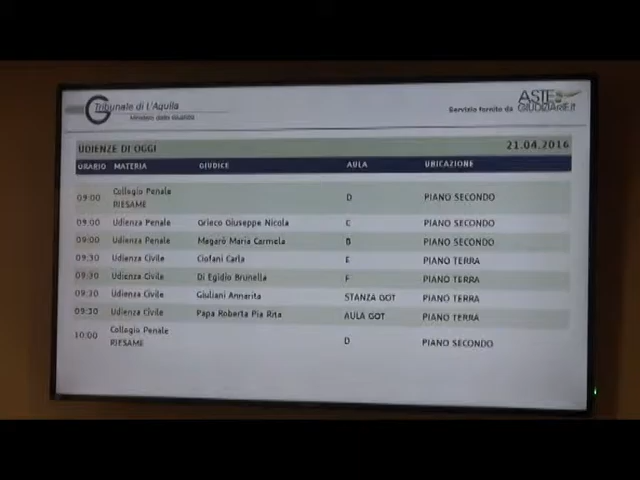 Tribunale di L'Aquila
Ministero della Giustizia
Servizio fornito da ASTE GIUDIZIARIE.it
UDIENZE DI OGGI 21.04.2016
ORARIO MATERIA GIUDICE AULA UBICAZIONE
09:00 Collegio Penale RIESAME D PIANO SECONDO
09:00 Udienza Penale Grieco Giuseppe Nicola C PIANO SECONDO
09:00 Udienza Penale Magarò Maria Carmela B PIANO SECONDO
09:30 Udienza Civile Ciofani Carla E PIANO TERRA
09:30 Udienza Civile Di Egidio Brunella F PIANO TERRA
09:30 Udienza Civile Giuliani Annarita STANZA GOT PIANO TERRA
09:30 Udienza Civile Papa Roberta Pia Rita AULA GOT PIANO TERRA
10:00 Collegio Penale RIESAME D PIANO SECONDO